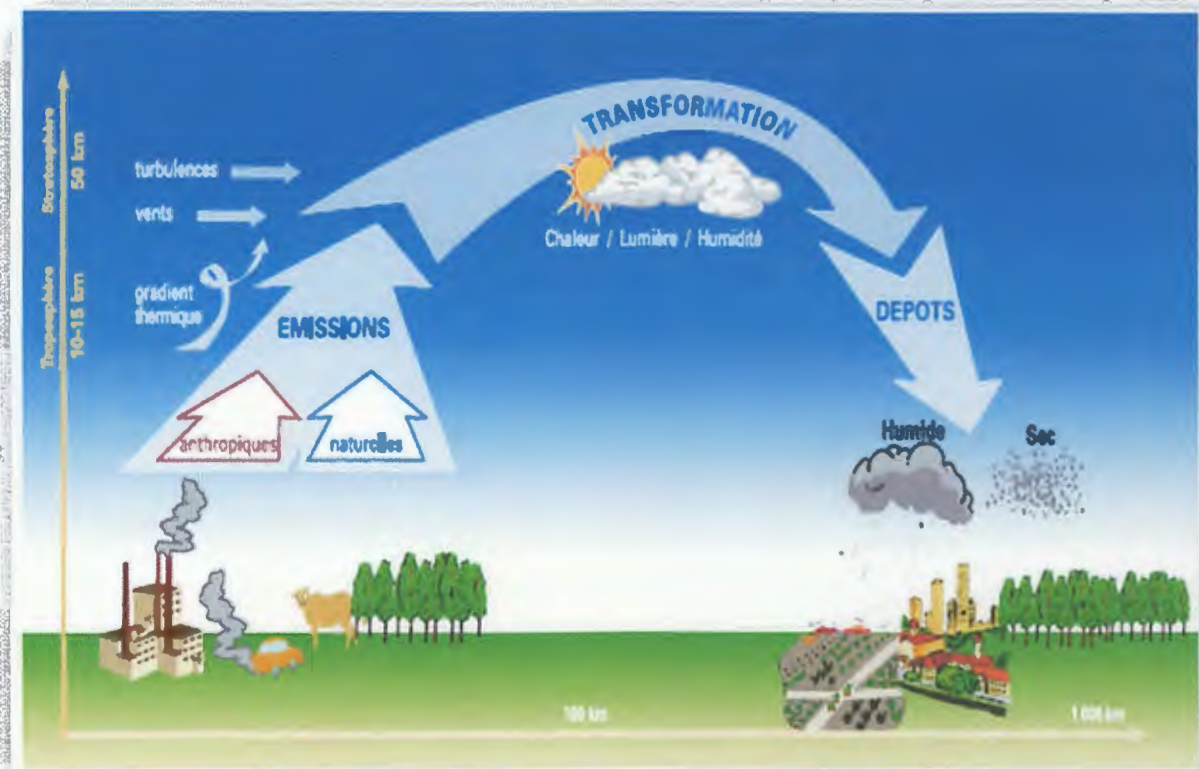 Stratosphère
50 km
Troposphère
10-15 km
turbulences
vents
gradient
thermique
TRANSFORMATION
Chaleur / Lumière / Humidité
EMISSIONS
anthropiques
naturelles
DEPOTS
Humide
Sec
100 km
1 000 km